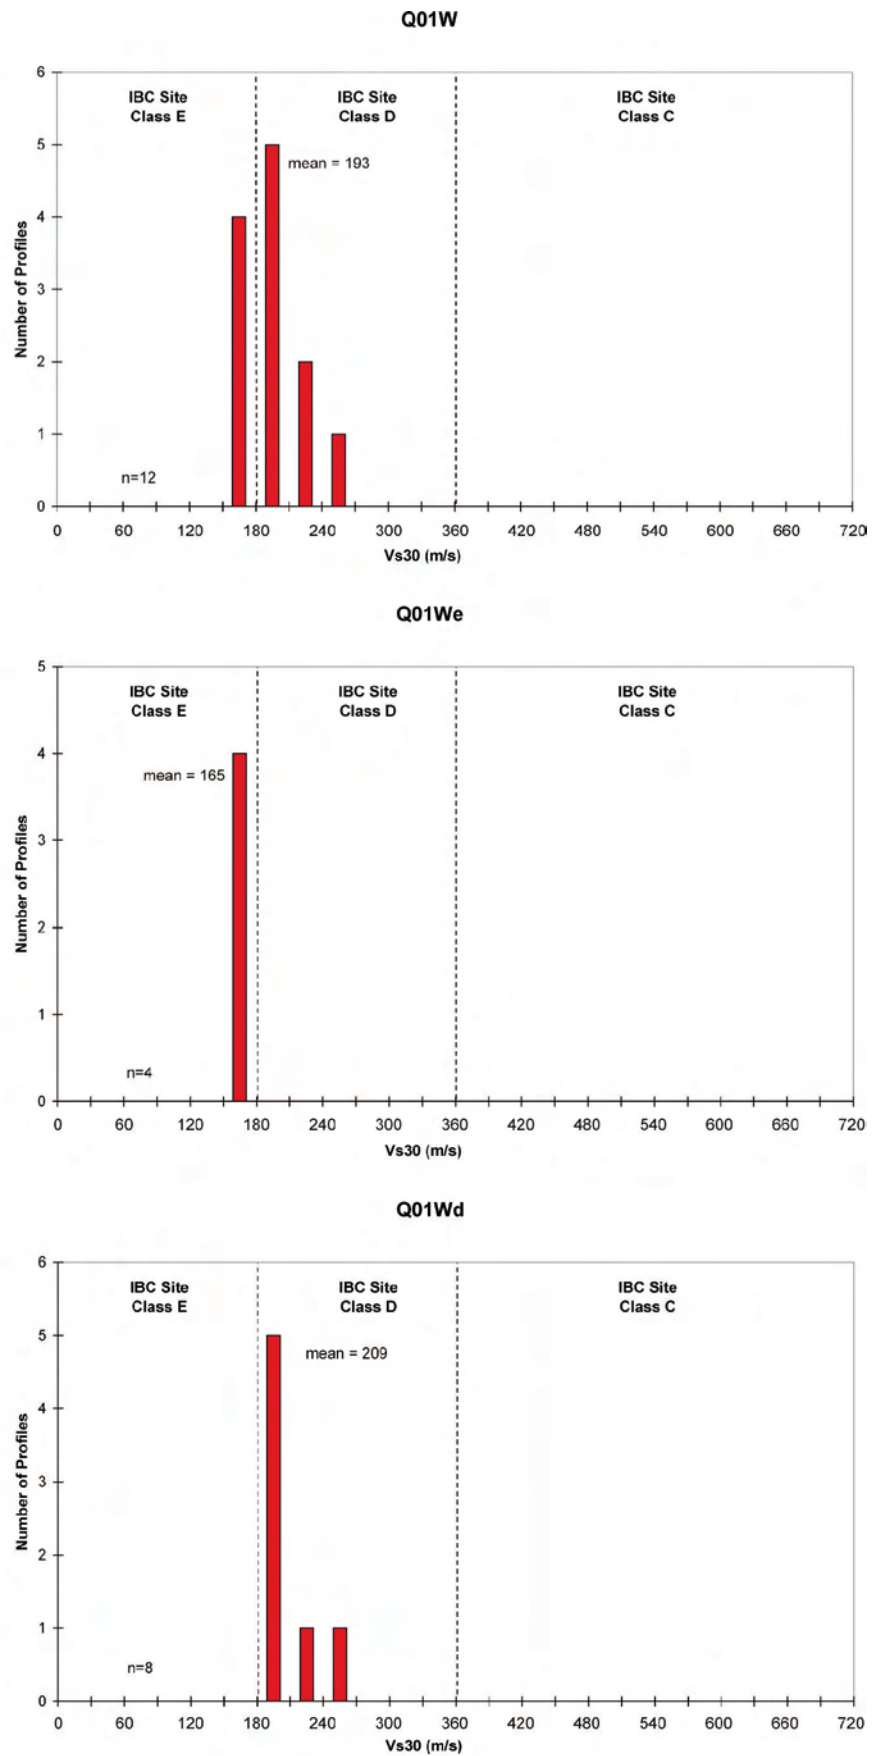 Q01W
6
IBC Site
Class E
IBC Site
Class D
IBC Site
Class C
5
mean = 193
4
3
2
1
n=12
0
Number of Profiles
0 60 120 180 240 300 360 420 480 540 600 660 720
Vs30 (m/s)
Q01We
5
IBC Site
Class E
IBC Site
Class D
IBC Site
Class C
4
mean = 165
3
2
1
n=4
0
Number of Profiles
0 60 120 180 240 300 360 420 480 540 600 660 720
Vs30 (m/s)
Q01Wd
6
IBC Site
Class E
IBC Site
Class D
IBC Site
Class C
5
mean = 209
4
3
2
1
n=8
0
Number of Profiles
0 60 120 180 240 300 360 420 480 540 600 660 720
Vs30 (m/s)